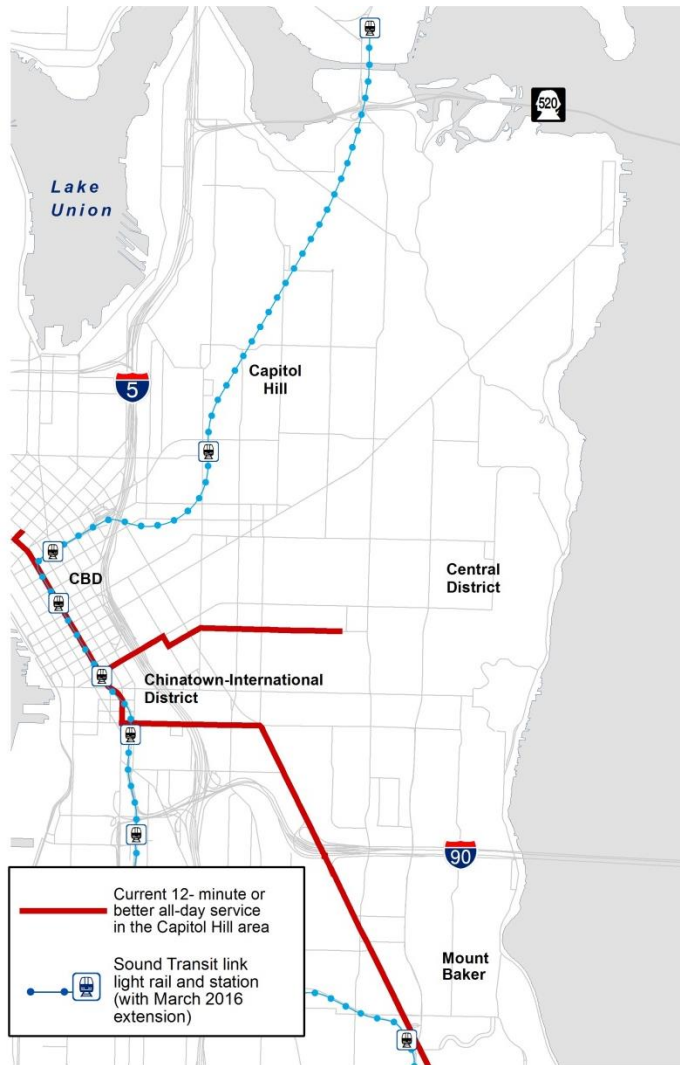 520
Lake
Union
Capitol
Hill
5
CBD
Central
District
Chinatown-International
District
90
Mount
Baker
Current 12- minute or
better all-day service
in the Capitol Hill area
Sound Transit link
light rail and station
(with March 2016
extension)